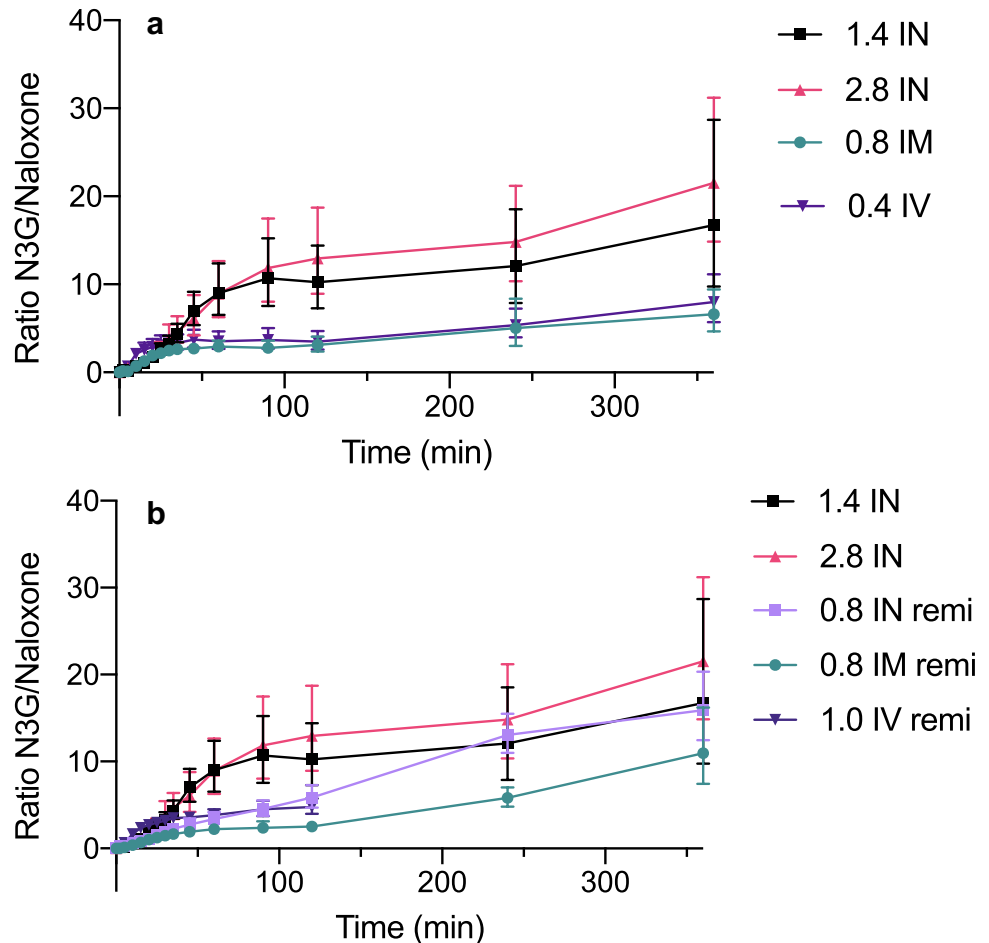 a
40
30
20
10
0
Ratio N3G/Naloxone
100
200
300
Time (min)
1.4 IN
2.8 IN
0.8 IM
0.4 IV
b
40
30
20
10
0
Ratio N3G/Naloxone
100
200
300
Time (min)
1.4 IN
2.8 IN
0.8 IN remi
0.8 IM remi
1.0 IV remi